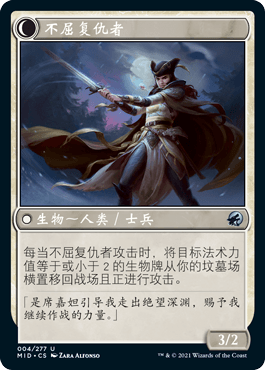 不屈复仇者
生物～人类／士兵
每当不屈复仇者攻击时，将目标法术力
值等于或小于2的生物牌从你的坟墓场
横置移回战场且正进行攻击。
「是席嘉妲引导我走出绝望深渊，赐予我
继续作战的力量。」
3/2
004/277 U
MID • CS ZARA ALFONSO
™ & © 2021 Wizards of the Coast